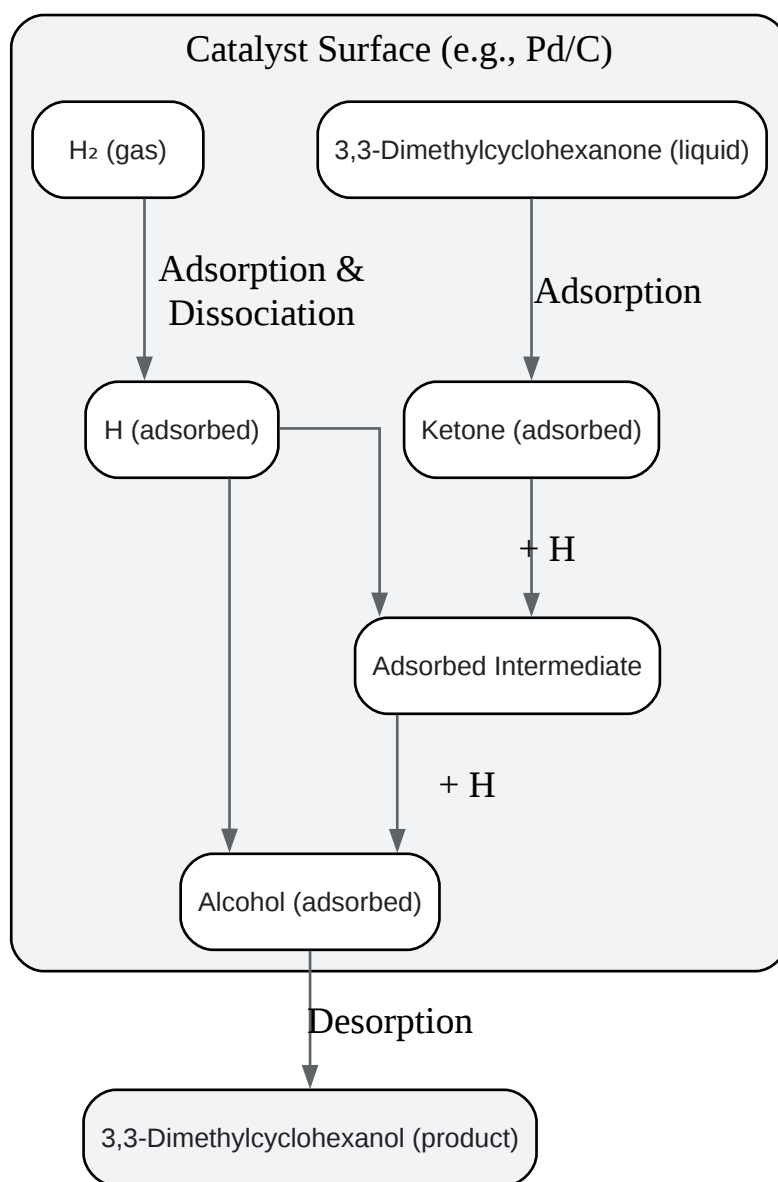 Catalyst Surface (e.g., Pd/C)
H₂ (gas)
3,3-Dimethylcyclohexanone (liquid)
Adsorption &
Dissociation
Adsorption
H (adsorbed)
Ketone (adsorbed)
+ H
Adsorbed Intermediate
+ H
Alcohol (adsorbed)
Desorption
3,3-Dimethylcyclohexanol (product)